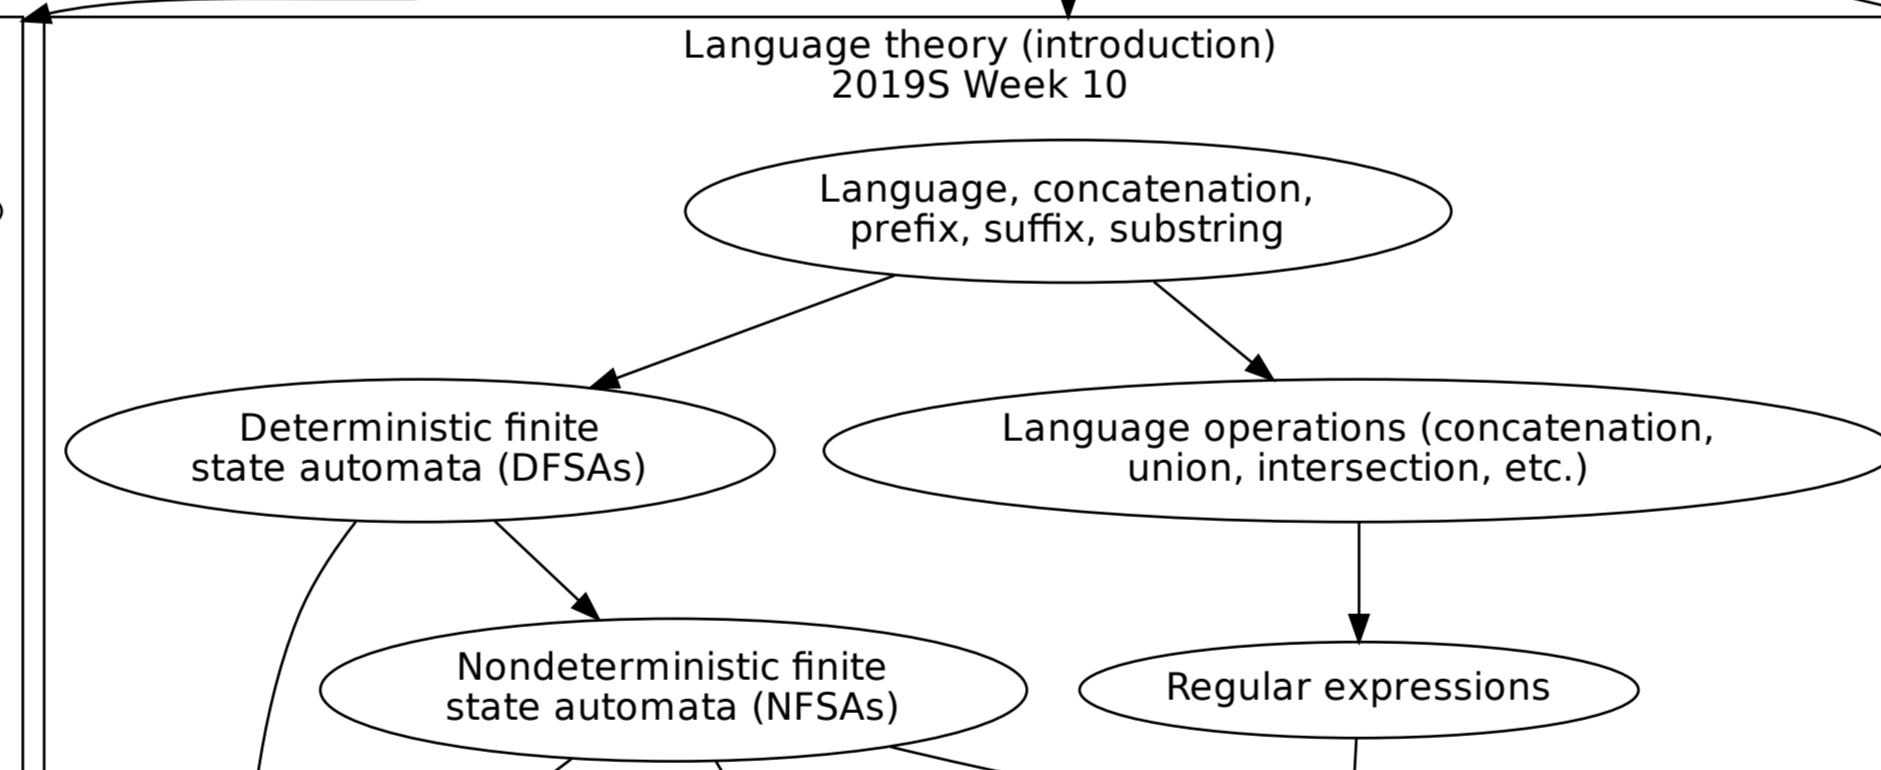 Language theory (introduction)
2019S Week 10
Language, concatenation,
prefix, suffix, substring
Deterministic finite
state automata (DFSAs)
Language operations (concatenation,
union, intersection, etc.)
Nondeterministic finite
state automata (NFSAs)
Regular expressions